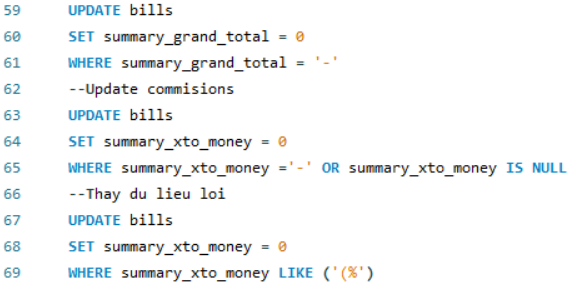 59 UPDATE bills
60 SET summary_grand_total = 0
61 WHERE summary_grand_total = '-'
62 --Update commisions
63 UPDATE bills
64 SET summary_xto_money = 0
65 WHERE summary_xto_money ='-' OR summary_xto_money IS NULL
66 --Thay du lieu loi
67 UPDATE bills
68 SET summary_xto_money = 0
69 WHERE summary_xto_money LIKE ('(%')